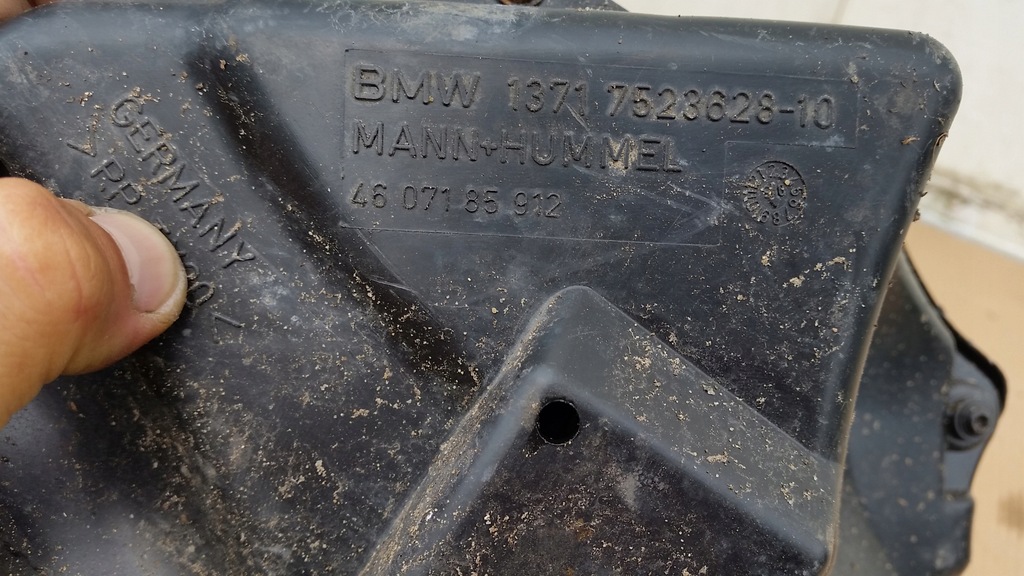 BMW 1371 7523628-10
MANN+HUMMEL
46 071 85 912
GERMANY